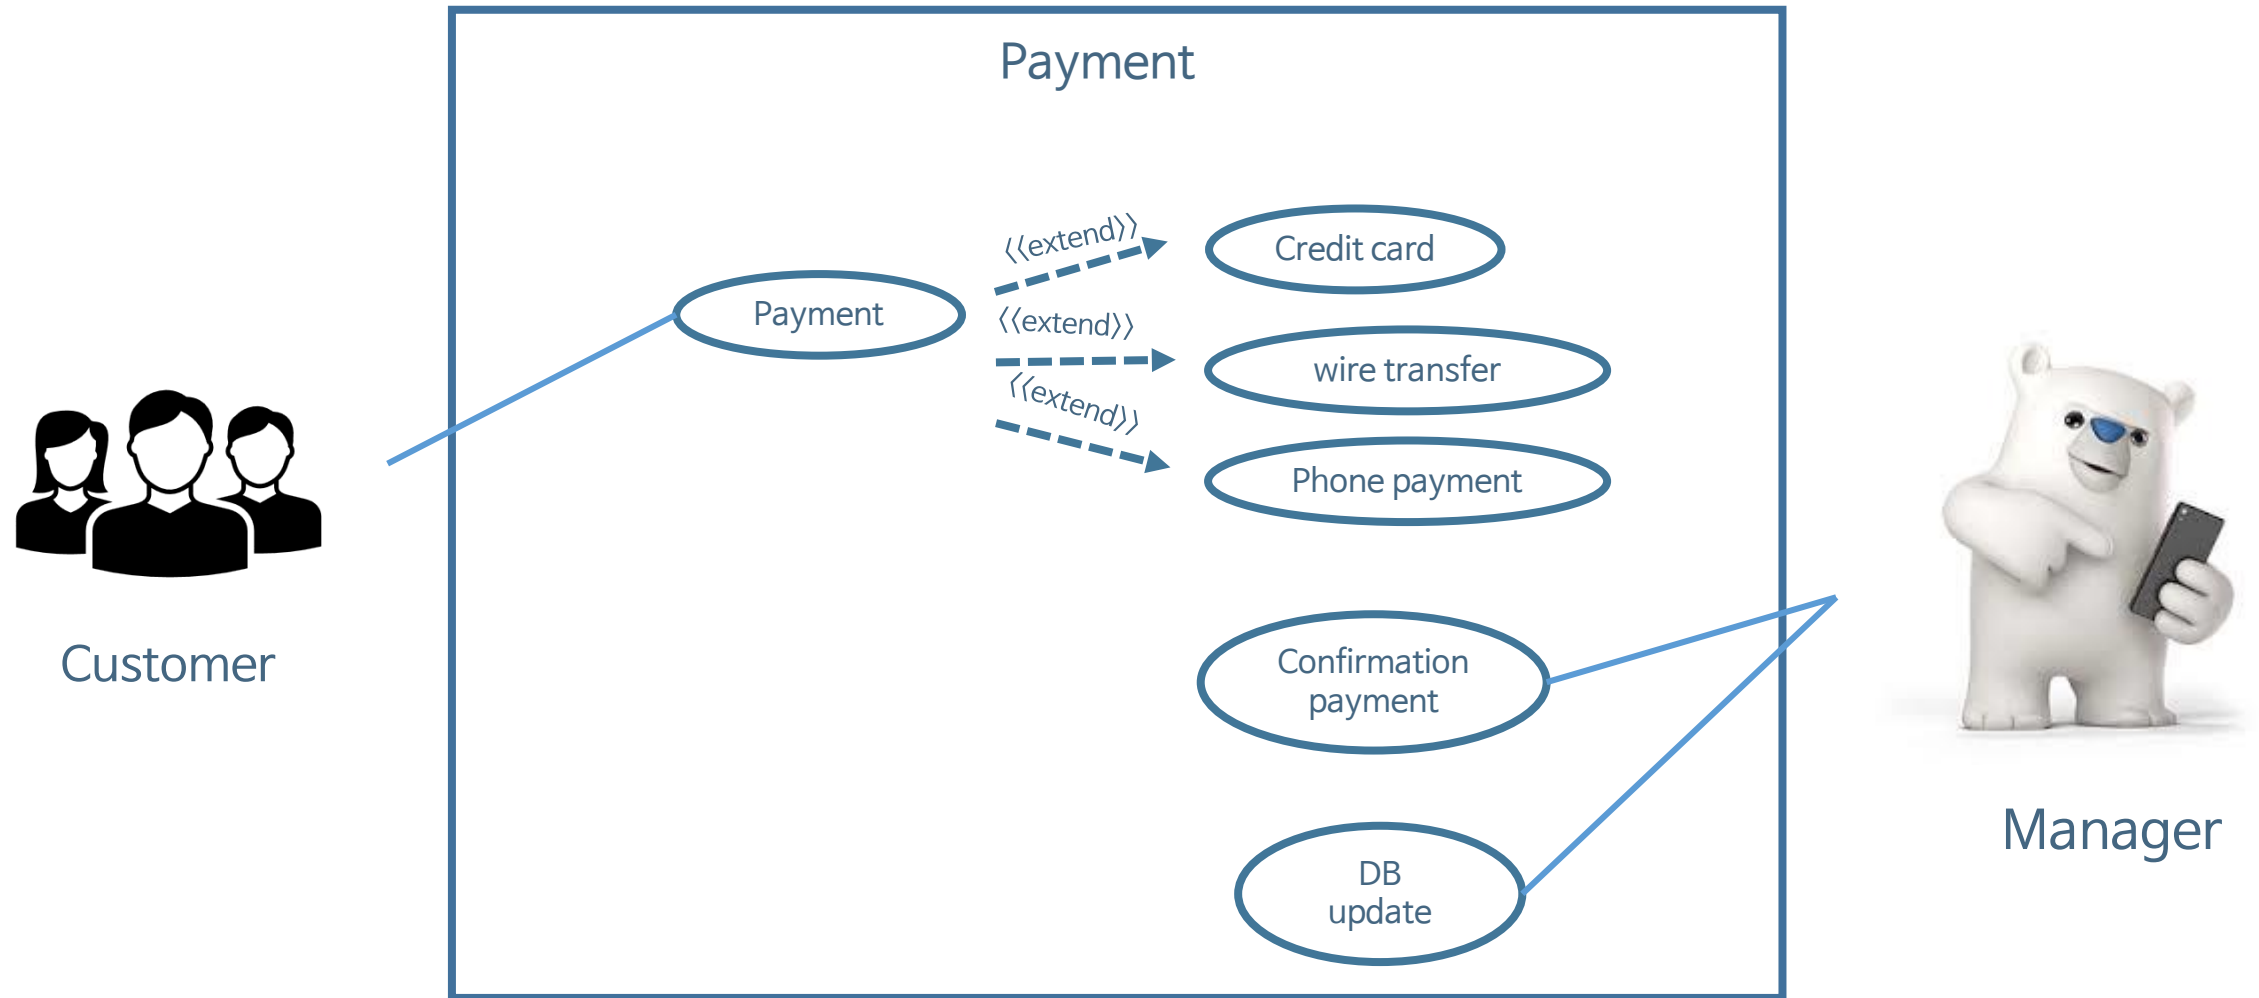 Payment
〈〈extend〉〉
Credit card
Payment
〈〈extend〉〉
wire transfer
〈〈extend〉〉
Phone payment
Customer
Confirmation
payment
Manager
DB
update